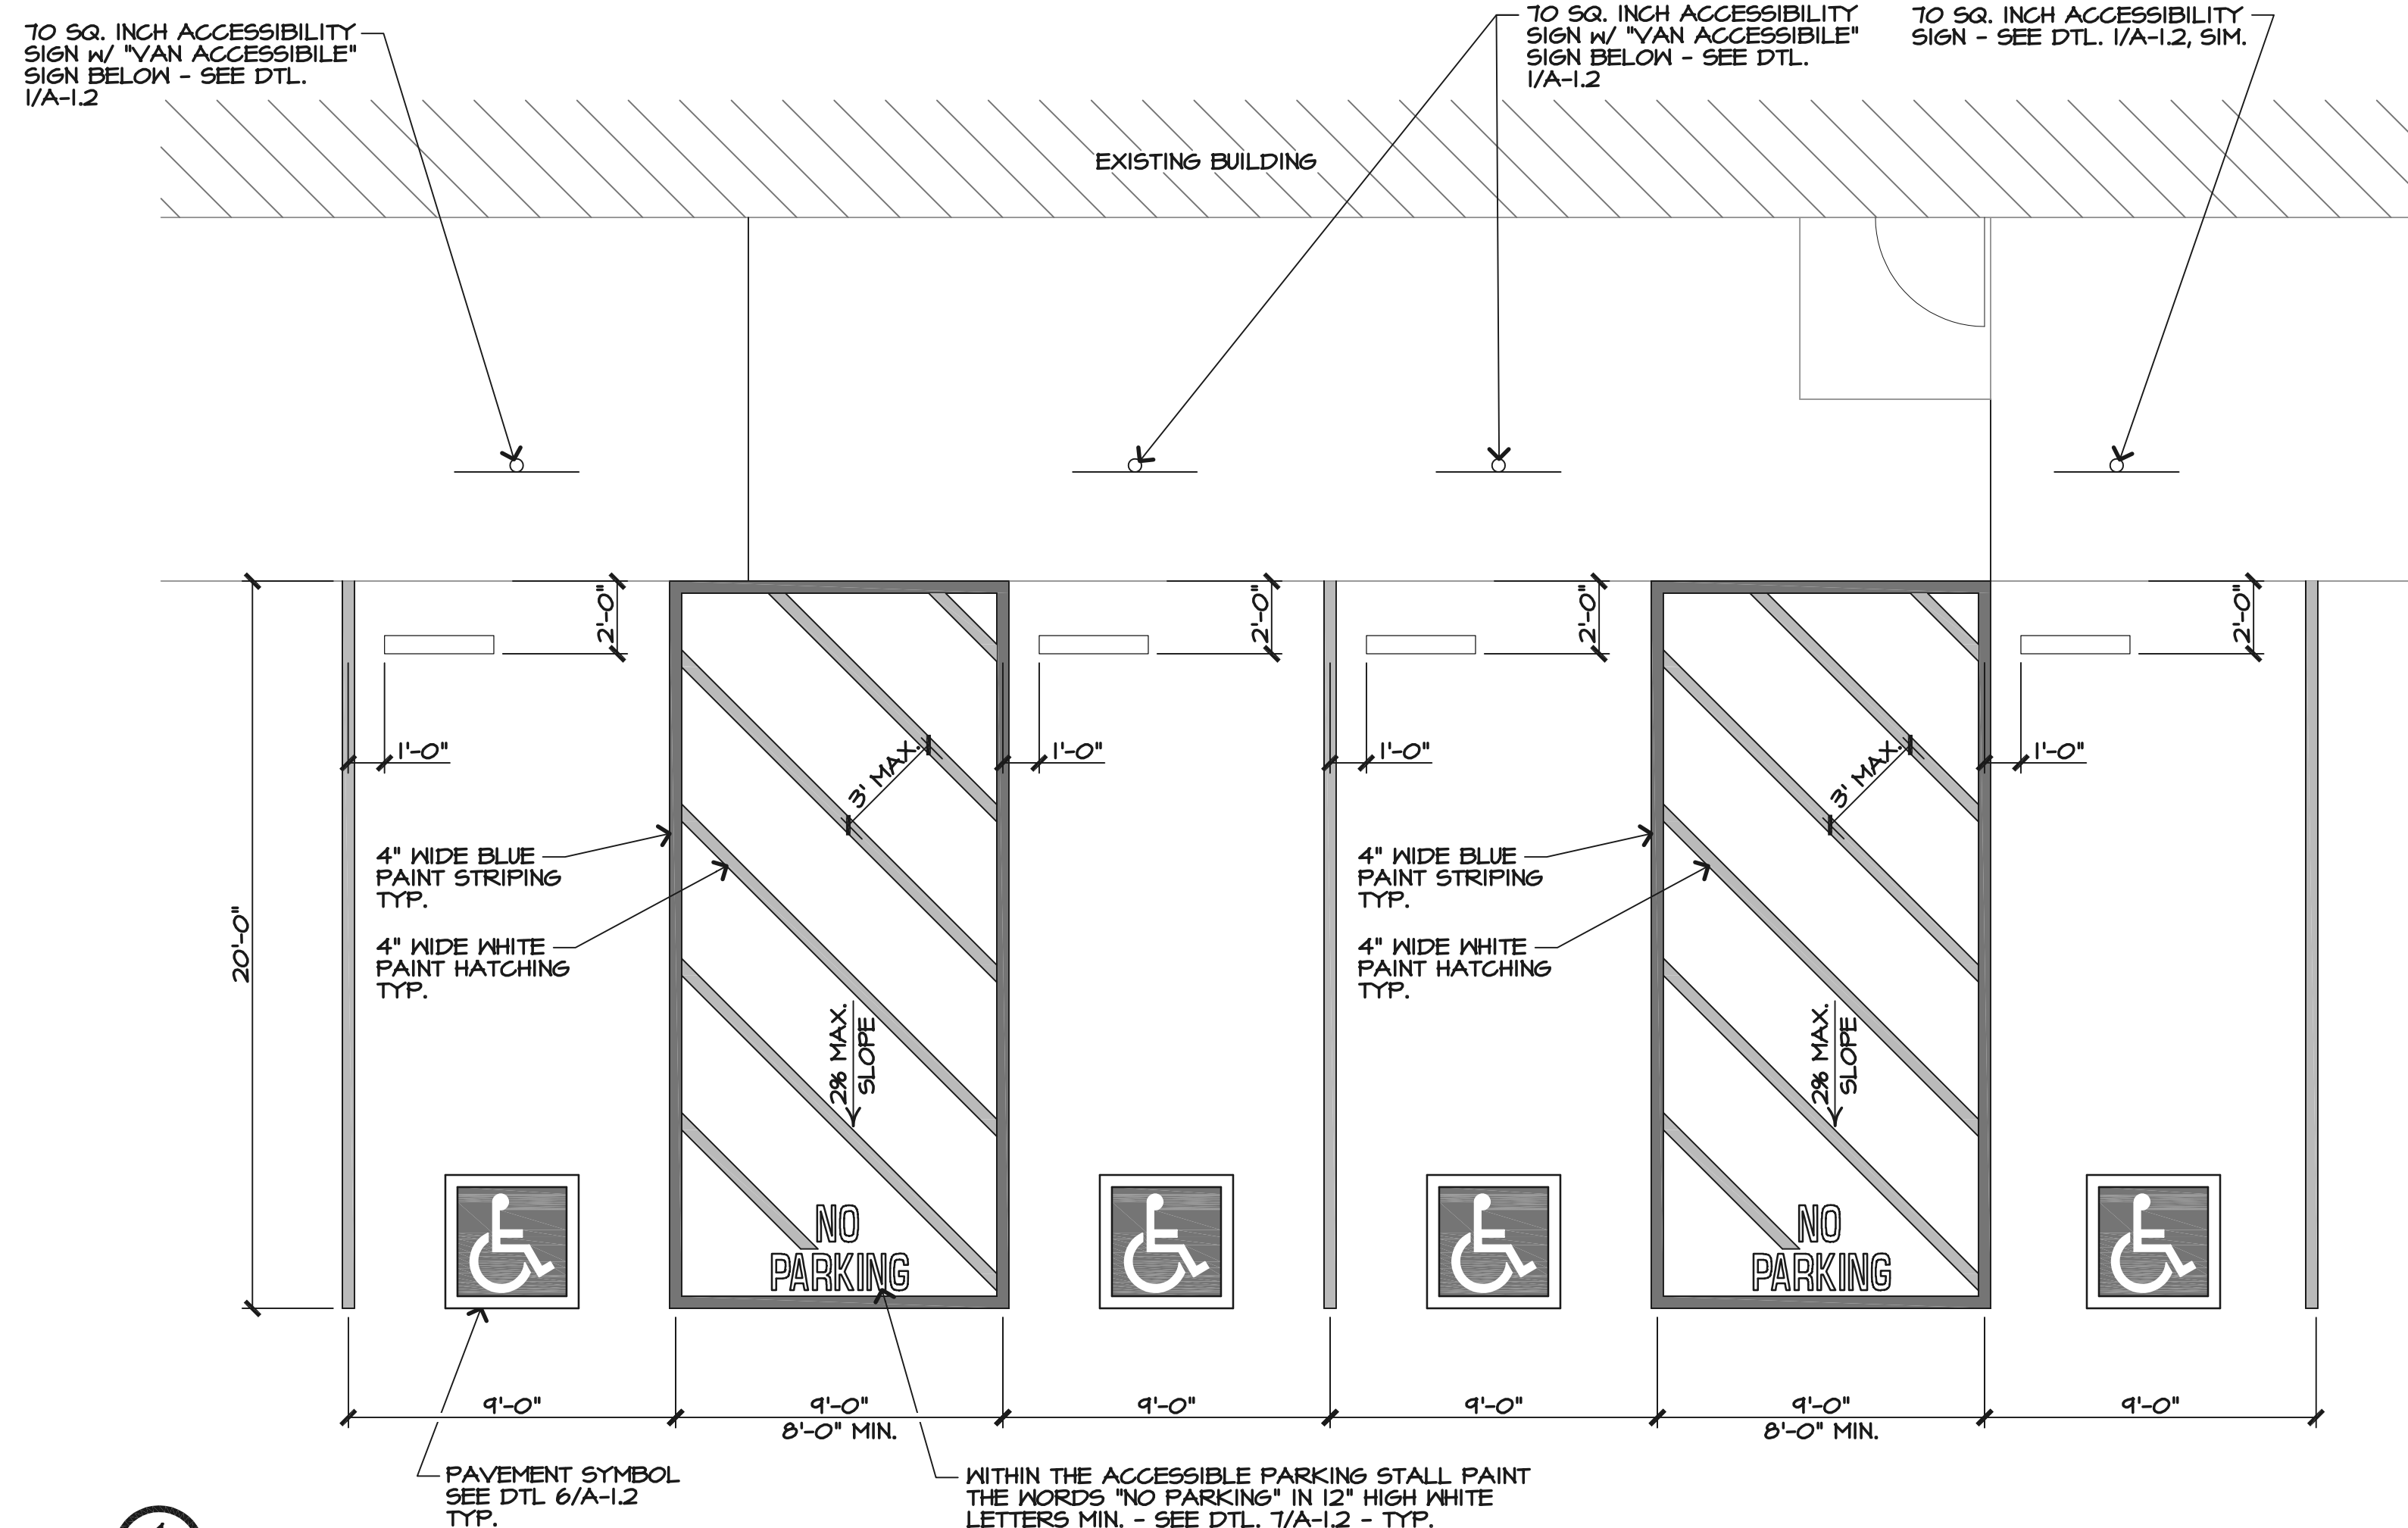 70 SQ. INCH ACCESSIBILITY
SIGN w/ "VAN ACCESSIBILE"
SIGN BELOW - SEE DTL.
1/A-1.2
70 SQ. INCH ACCESSIBILITY
SIGN w/ "VAN ACCESSIBILE"
SIGN BELOW - SEE DTL.
1/A-1.2
70 SQ. INCH ACCESSIBILITY
SIGN - SEE DTL. 1/A-1.2, SIM.
EXISTING BUILDING
2'-0"
2'-0"
2'-0"
2'-0"
1'-0"
1'-0"
1'-0"
1'-0"
3' MAX.
3' MAX.
4" WIDE BLUE
PAINT STRIPING
TYP.
4" WIDE WHITE
PAINT HATCHING
TYP.
4" WIDE BLUE
PAINT STRIPING
TYP.
4" WIDE WHITE
PAINT HATCHING
TYP.
20'-0"
2% MAX.
SLOPE
2% MAX.
SLOPE
NO
PARKING
NO
PARKING
9'-0"
9'-0"
8'-0" MIN.
9'-0"
9'-0"
9'-0"
8'-0" MIN.
9'-0"
PAVEMENT SYMBOL
SEE DTL 6/A-1.2
TYP.
WITHIN THE ACCESSIBLE PARKING STALL PAINT
THE WORDS "NO PARKING" IN 12" HIGH WHITE
LETTERS MIN. - SEE DTL. 7/A-1.2 - TYP.